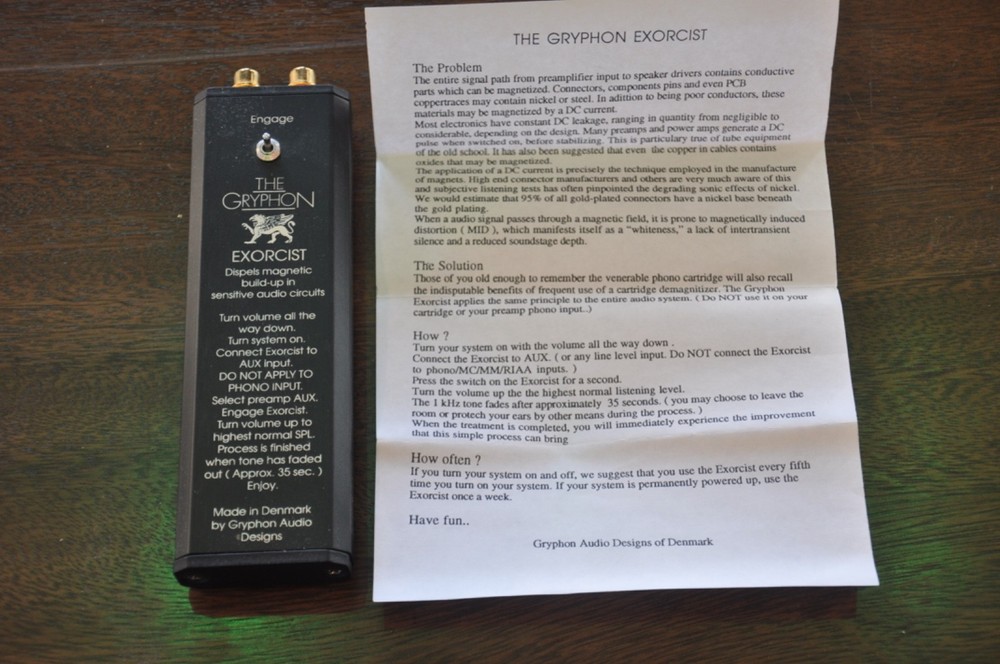 Engage
THE
GRYPHON
EXORCIST
Dispels magnetic
build-up in
sensitive audio circuits
Turn volume all the
way down.
Turn system on.
Connect Exorcist to
AUX input.
DO NOT APPLY TO
PHONO INPUT.
Select preamp AUX.
Engage Exorcist.
Turn volume up to
highest normal SPL.
Process is finished
when tone has faded
out ( Approx. 35 sec. )
Enjoy.
Made in Denmark
by Gryphon Audio
Designs
THE GRYPHON EXORCIST
The Problem
The entire signal path from preamplifier input to speaker drivers contains conductive
parts which can be magnetized. Connectors, components pins and even PCB
coppertraces may contain nickel or steel. In adittion to being poor conductors, these
materials may be magnetized by a DC current.
Most electronics have constant DC leakage, ranging in quantity from negligible to
considerable, depending on the design. Many preamps and power amps generate a DC
pulse when switched on, before stabilizing. This is particulary true of tube equipment
of the old school. It has also been suggested that even the copper in cables contains
oxides that may be magnetized.
The application of a DC current is precisely the technique employed in the manufacture
of magnets. High end connector manufacturers and others are very much aware of this
and subjective listening tests has often pinpointed the degrading sonic effects of nickel.
We would estimate that 95% of all gold-plated connectors have a nickel base beneath
the gold plating.
When a audio signal passes through a magnetic field, it is prone to magnetically induced
distortion ( MID ), which manifests itself as a "whiteness," a lack of intertransient
silence and a reduced soundstage depth.
The Solution
Those of you old enough to remember the venerable phono cartridge will also recall
the indisputable benefits of frequent use of a cartridge demagnitizer. The Gryphon
Exorcist applies the same principle to the entire audio system. ( Do NOT use it on your
cartridge or your preamp phono input..)
How ?
Turn your system on with the volume all the way down .
Connect the Exorcist to AUX. ( or any line level input. Do NOT connect the Exorcist
to phono/MC/MM/RIAA inputs. )
Press the switch on the Exorcist for a second.
Turn the volume up the the highest normal listening level.
The 1 kHz tone fades after approximately 35 seconds. ( you may choose to leave the
room or protech your ears by other means during the process. )
When the treatment is completed, you will immediately experience the improvement
that this simple process can bring
How often ?
If you turn your system on and off, we suggest that you use the Exorcist every fifth
time you turn on your system. If your system is permanently powered up, use the
Exorcist once a week.
Have fun..
Gryphon Audio Designs of Denmark